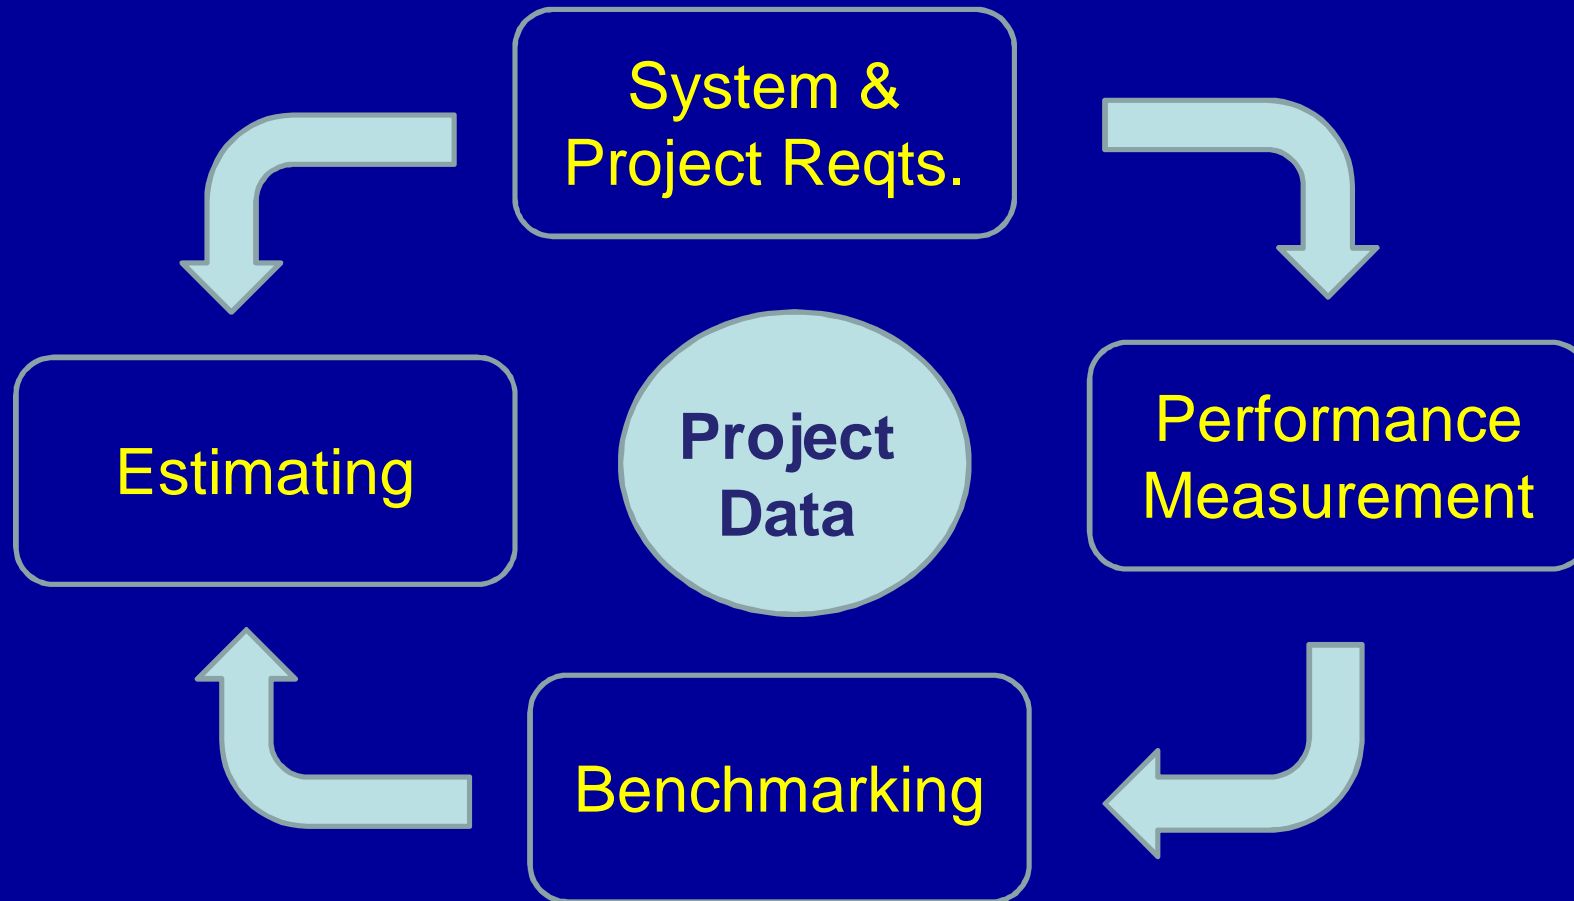 System &
Project Reqts.
Estimating
Project
Data
Performance
Measurement
Benchmarking